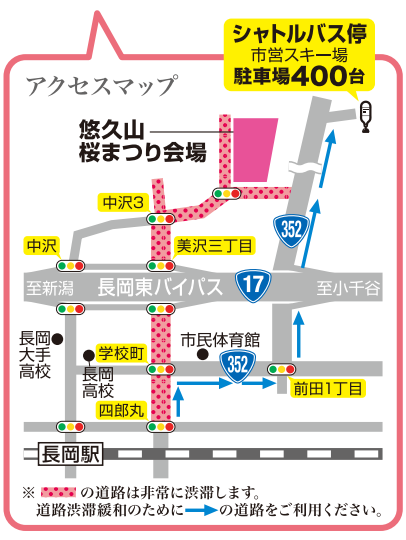 シャトルバス停
市営スキー場
駐車場400台
アクセスマップ
悠久山
桜まつり会場
中沢3
352
中沢
美沢三丁目
至新潟
長岡東バイパス
17
至小千谷
長岡
大手
高校
学校町
市民体育館
長岡
高校
352
前田1丁目
四郎丸
長岡駅
※ の道路は非常に渋滞します。
道路渋滞緩和のために の道路をご利用ください。